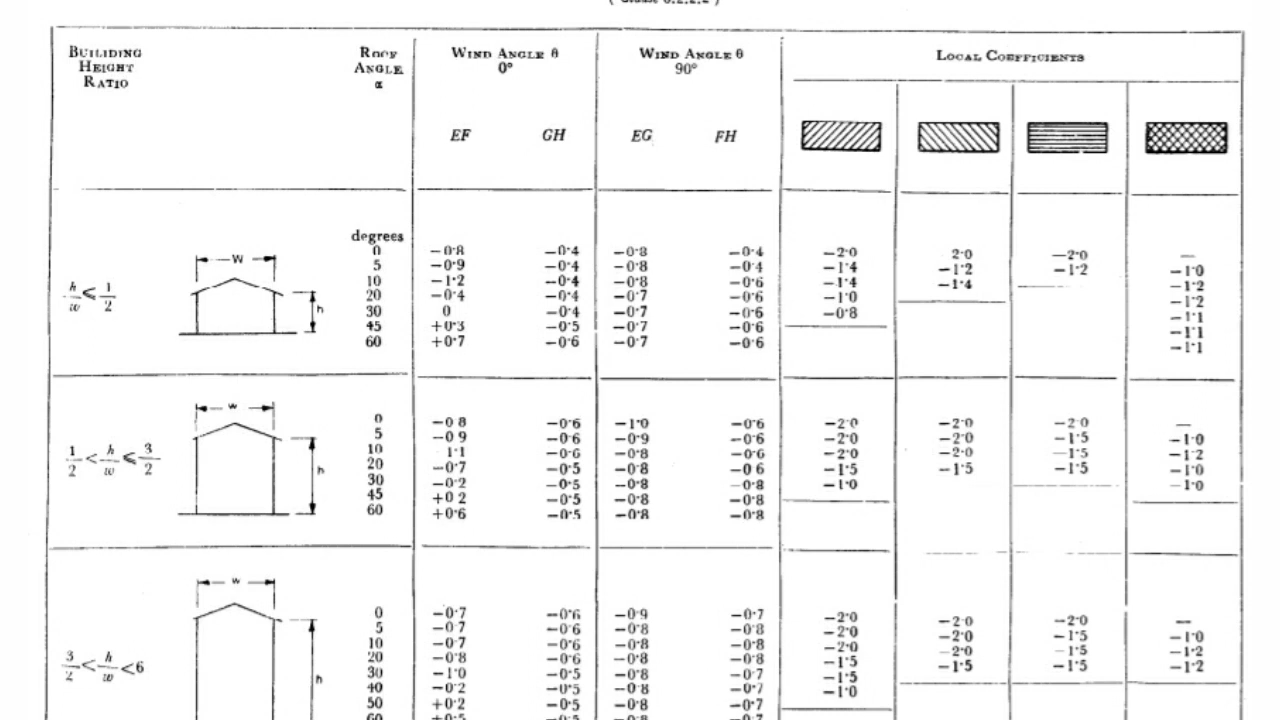 BUILIDING HEIGHT RATIO ROOF ANGLE α WIND ANGLE θ 0° WIND ANGLE θ 90° LOCAL COEFFICIENTS
EF GH EG FH
degrees
h/w ⩽ 1/2
w
h
0 −0·8 −0·4 −0·8 −0·4 −2·0 2·0 −2·0 —
5 −0·9 −0·4 −0·8 −0·4 −1·4 −1·2 −1·2 −1·0
10 −1·2 −0·4 −0·8 −0·6 −1·4 −1·4 −1·2
20 −0·4 −0·4 −0·7 −0·6 −1·0 −1·2
30 0 −0·4 −0·7 −0·6 −0·8 −1·1
45 +0·3 −0·5 −0·7 −0·6 −1·1
60 +0·7 −0·6 −0·7 −0·6 −1·1
1/2 < h/w ⩽ 3/2
w
h
0 −0 8 −0·6 −1·0 −0·6 −2·0 −2·0 −2·0 —
5 −0 9 −0·6 −0·9 −0·6 −2·0 −2·0 −1·5 −1·0
10 1·1 −0·6 −0·8 −0·6 −2·0 −2·0 −1·5 −1·2
20 −0·7 −0·5 −0·8 −0 6 −1·5 −1·5 −1·5 −1·0
30 −0·2 −0·5 −0·8 −0·8 −1·0 −1·0
45 +0 2 −0·5 −0·8 −0·8
60 +0·6 −0·5 −0·8 −0·8
3/2 < h/w < 6
w
h
0 −0·7 −0·6 −0·9 −0·7 −2·0 −2·0 −2·0 —
5 −0·7 −0·6 −0·8 −0·8 −2·0 −2·0 −1·5 −1·0
10 −0·7 −0·6 −0·8 −0·8 −2·0 −2·0 −1·5 −1·2
20 −0·8 −0·6 −0·8 −0·8 −1·5 −1·5 −1·5 −1·2
30 −1·0 −0·5 −0·8 −0·7 −1·5
40 −0·2 −0·5 −0·8 −0·7 −1·0
50 +0·2 −0·5 −0·8 −0·7